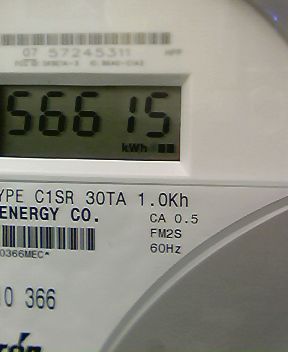 07 57245311
56615
kWh
YPE C1SR 30TA 1.0Kh
ENERGY CO.
CA 0.5
FM2S
60Hz
0366MEC*
0 366
rón